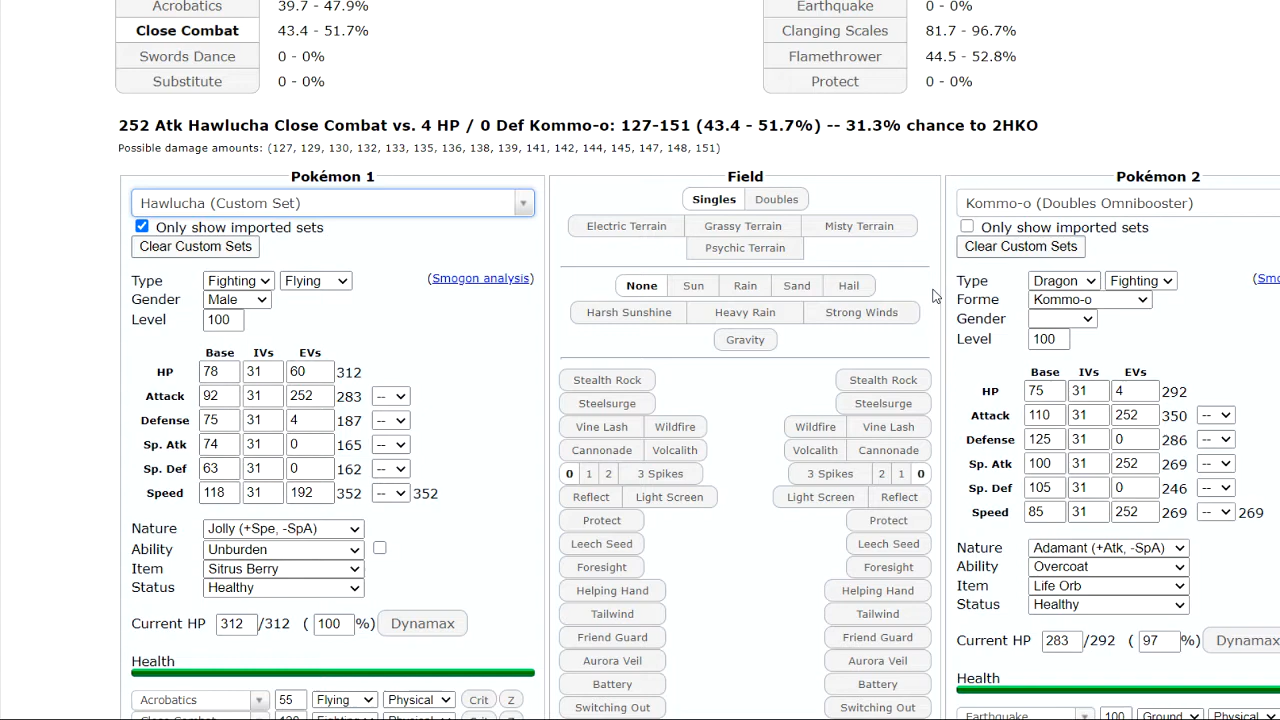 Acrobatics 39.7 - 47.9% Earthquake 0 - 0%
Close Combat 43.4 - 51.7% Clanging Scales 81.7 - 96.7%
Swords Dance 0 - 0% Flamethrower 44.5 - 52.8%
Substitute 0 - 0% Protect 0 - 0%
252 Atk Hawlucha Close Combat vs. 4 HP / 0 Def Kommo-o: 127-151 (43.4 - 51.7%) -- 31.3% chance to 2HKO
Possible damage amounts: (127, 129, 130, 132, 133, 135, 136, 138, 139, 141, 142, 144, 145, 147, 148, 151)
Pokémon 1
Hawlucha (Custom Set)
Only show imported sets
Clear Custom Sets
Type Fighting Flying (Smogon analysis)
Gender Male
Level 100
Base IVs EVs
HP 78 31 60 312
Attack 92 31 252 283 --
Defense 75 31 4 187 --
Sp. Atk 74 31 0 165 --
Sp. Def 63 31 0 162 --
Speed 118 31 192 352 -- 352
Nature Jolly (+Spe, -SpA)
Ability Unburden
Item Sitrus Berry
Status Healthy
Current HP 312 /312 ( 100 %) Dynamax
Health
Acrobatics 55 Flying Physical Crit Z
Field
Singles Doubles
Electric Terrain Grassy Terrain Misty Terrain
Psychic Terrain
None Sun Rain Sand Hail
Harsh Sunshine Heavy Rain Strong Winds
Gravity
Stealth Rock Stealth Rock
Steelsurge Steelsurge
Vine Lash Wildfire Wildfire Vine Lash
Cannonade Volcalith Volcalith Cannonade
0 1 2 3 Spikes 3 Spikes 2 1 0
Reflect Light Screen Light Screen Reflect
Protect Protect
Leech Seed Leech Seed
Foresight Foresight
Helping Hand Helping Hand
Tailwind Tailwind
Friend Guard Friend Guard
Aurora Veil Aurora Veil
Battery Battery
Switching Out Switching Out
Pokémon 2
Kommo-o (Doubles Omnibooster)
Only show imported sets
Clear Custom Sets
Type Dragon Fighting (Smo
Forme Kommo-o
Gender
Level 100
Base IVs EVs
HP 75 31 4 292
Attack 110 31 252 350 --
Defense 125 31 0 286 --
Sp. Atk 100 31 252 269 --
Sp. Def 105 31 0 246 --
Speed 85 31 252 269 -- 269
Nature Adamant (+Atk, -SpA)
Ability Overcoat
Item Life Orb
Status Healthy
Current HP 283 /292 ( 97 %) Dynamax
Health
Earthquake 100 Ground Physical